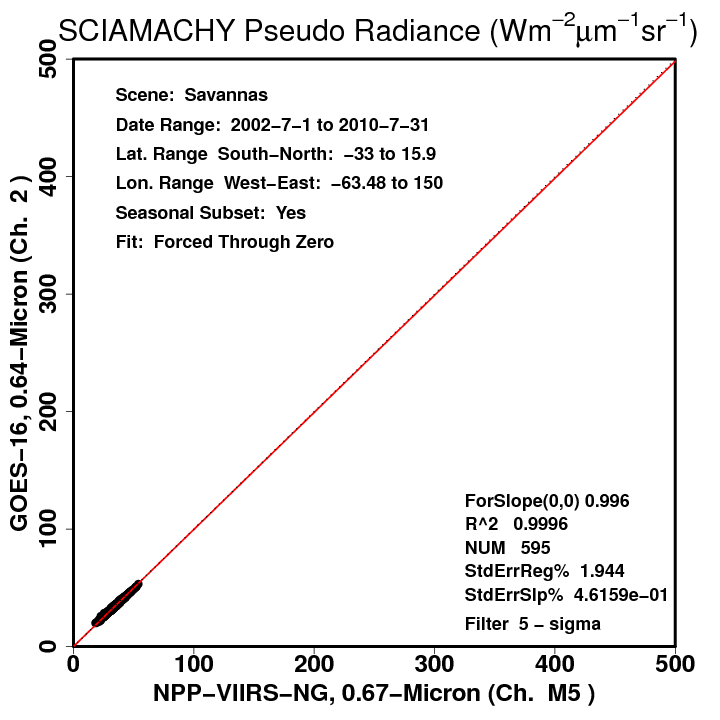 SCIAMACHY Pseudo Radiance (Wm−2μm−1sr−1)
500
400
300
200
100
0
GOES−16, 0.64−Micron (Ch. 2 )
Scene: Savannas
Date Range: 2002−7−1 to 2010−7−31
Lat. Range South−North: −33 to 15.9
Lon. Range West−East: −63.48 to 150
Seasonal Subset: Yes
Fit: Forced Through Zero
ForSlope(0,0) 0.996
R^2 0.9996
NUM 595
StdErrReg% 1.944
StdErrSlp% 4.6159e−01
Filter 5 − sigma
0 100 200 300 400 500
NPP−VIIRS−NG, 0.67−Micron (Ch. M5 )